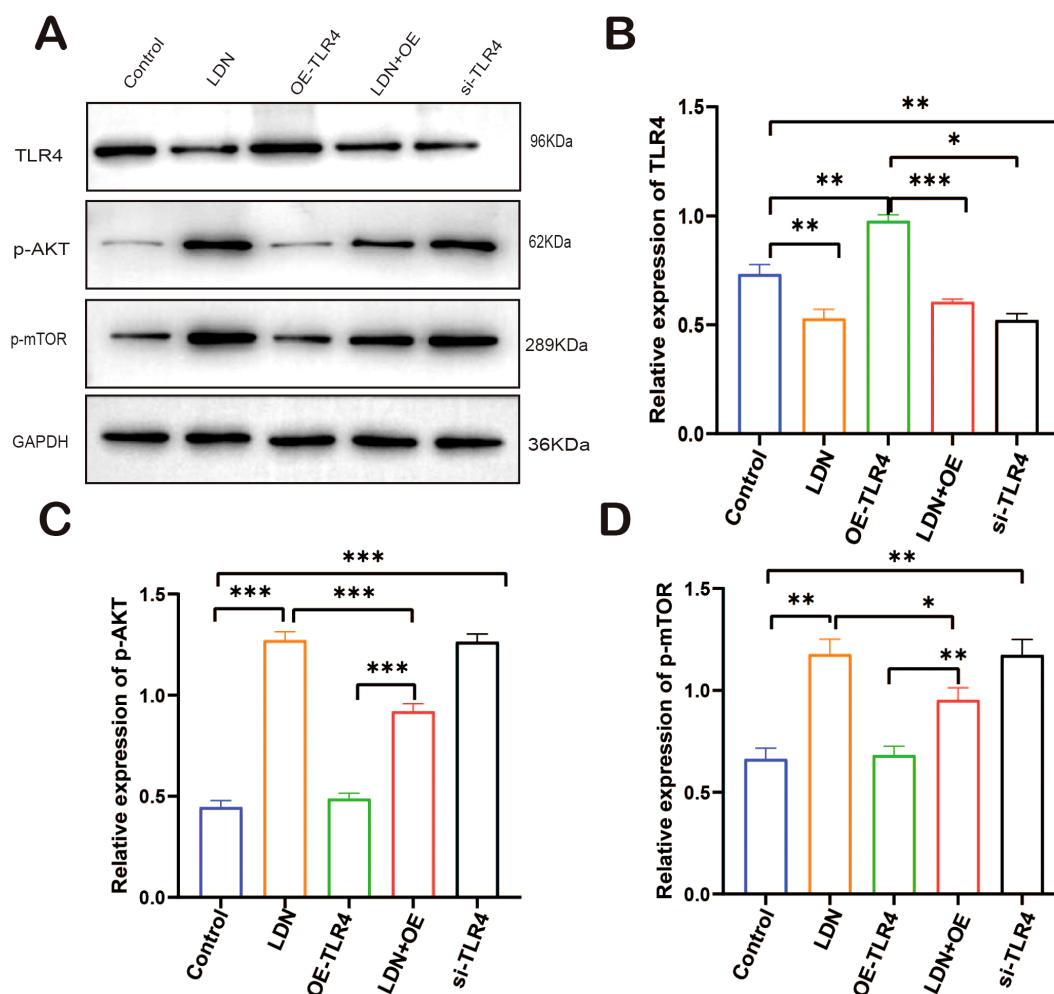 A
Control
LDN
OE-TLR4
LDN+OE
si-TLR4
TLR4
96KDa
p-AKT
62KDa
p-mTOR
289KDa
GAPDH
36KDa
B
Relative expression of TLR4
1.5
1.0
0.5
0.0
**
*
**
***
**
Control
LDN
OE-TLR4
LDN+OE
si-TLR4
C
Relative expression of p-AKT
1.5
1.0
0.5
0.0
***
***
***
***
Control
LDN
OE-TLR4
LDN+OE
si-TLR4
D
Relative expression of p-mTOR
1.5
1.0
0.5
0.0
**
**
*
**
Control
LDN
OE-TLR4
LDN+OE
si-TLR4